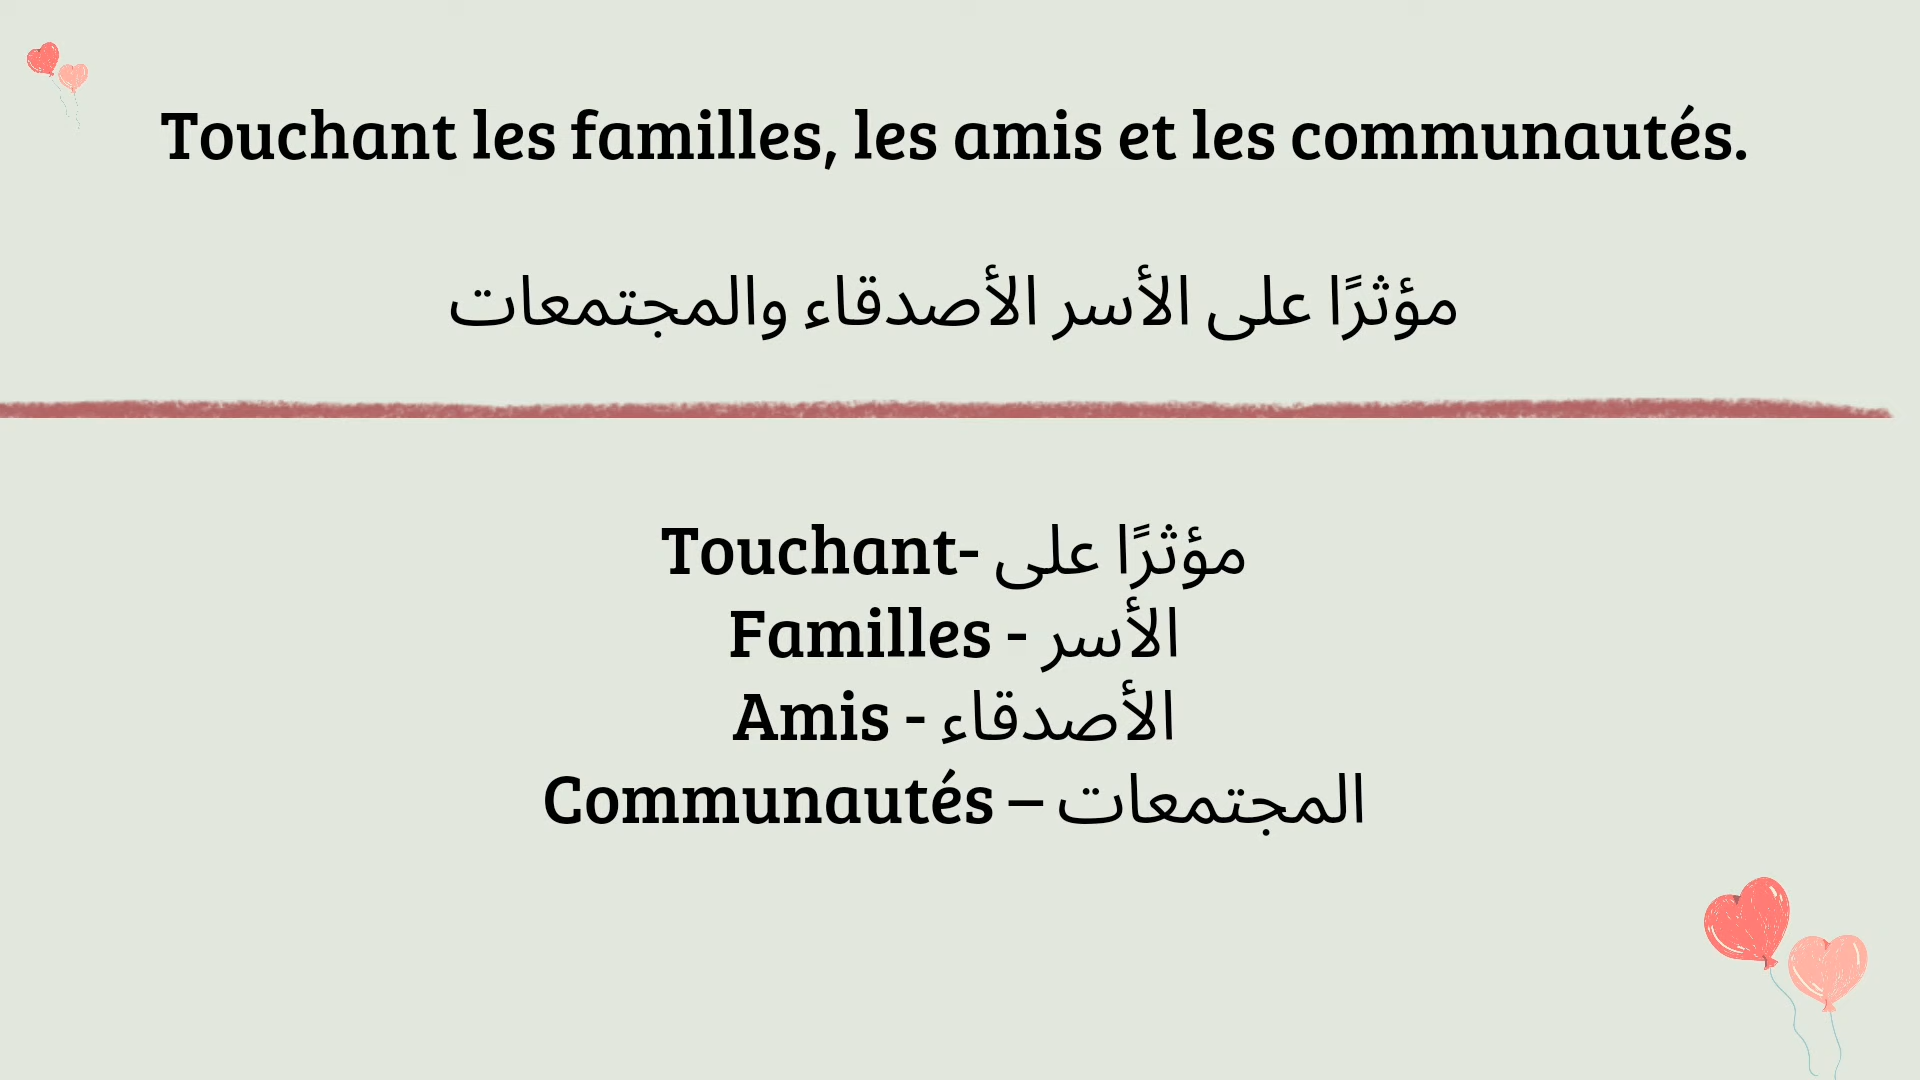 Touchant les familles, les amis et les communautés.
مؤثرًا على الأسر الأصدقاء والمجتمعات
Touchant- مؤثرًا على
Familles - الأسر
Amis - الأصدقاء
Communautés – المجتمعات